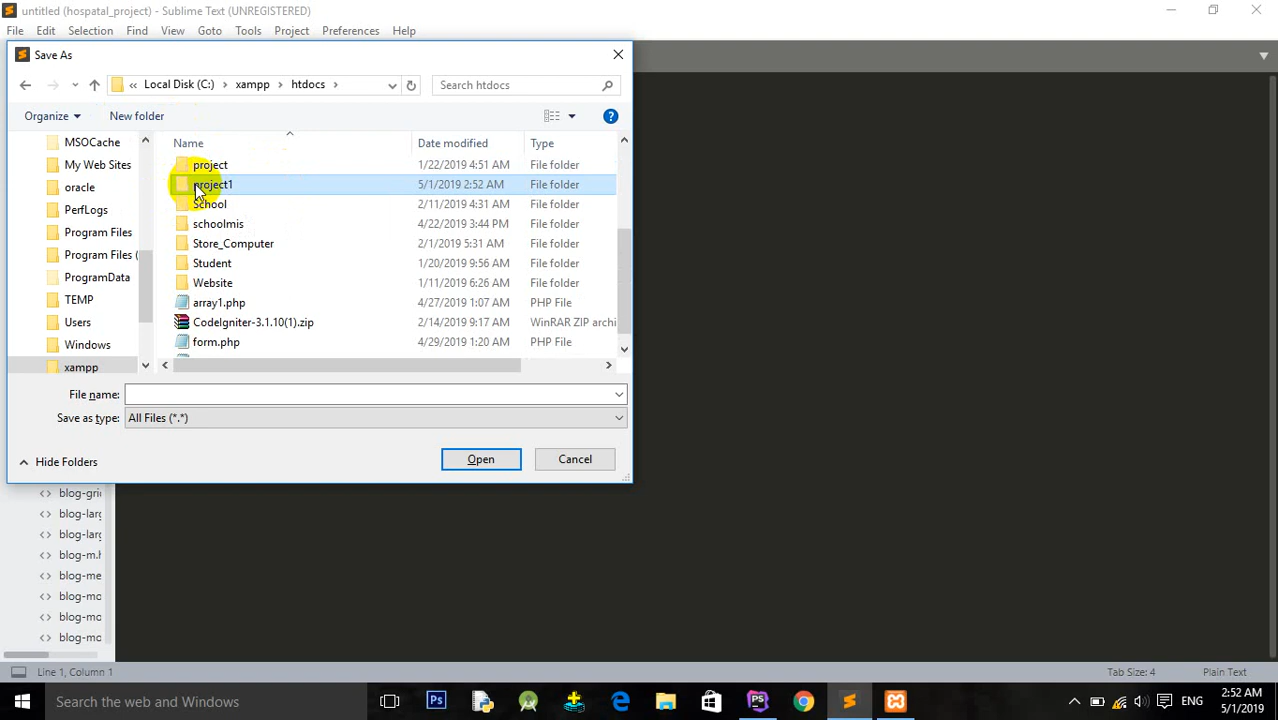 untitled (hospatal_project) - Sublime Text (UNREGISTERED)
File Edit Selection Find View Goto Tools Project Preferences Help
Save As
« Local Disk (C:) › xampp › htdocs ›
Search htdocs
Organize
New folder
Name Date modified Type
MSOCache
My Web Sites
oracle
PerfLogs
Program Files
Program Files (
ProgramData
TEMP
Users
Windows
xampp
project 1/22/2019 4:51 AM File folder
project1 5/1/2019 2:52 AM File folder
School 2/11/2019 4:31 AM File folder
schoolmis 4/22/2019 3:44 PM File folder
Store_Computer 2/1/2019 5:31 AM File folder
Student 1/20/2019 9:56 AM File folder
Website 1/11/2019 6:26 AM File folder
array1.php 4/27/2019 1:07 AM PHP File
CodeIgniter-3.1.10(1).zip 2/14/2019 9:17 AM WinRAR ZIP archi
form.php 4/29/2019 1:20 AM PHP File
File name:
Save as type: All Files (*.*)
Hide Folders
Open
Cancel
<> blog-gri
<> blog-larg
<> blog-larg
<> blog-m.h
<> blog-me
<> blog-mo
<> blog-mo
<> blog-mo
Line 1, Column 1
Tab Size: 4
Plain Text
Search the web and Windows
Ps
PS
ENG
2:52 AM
5/1/2019